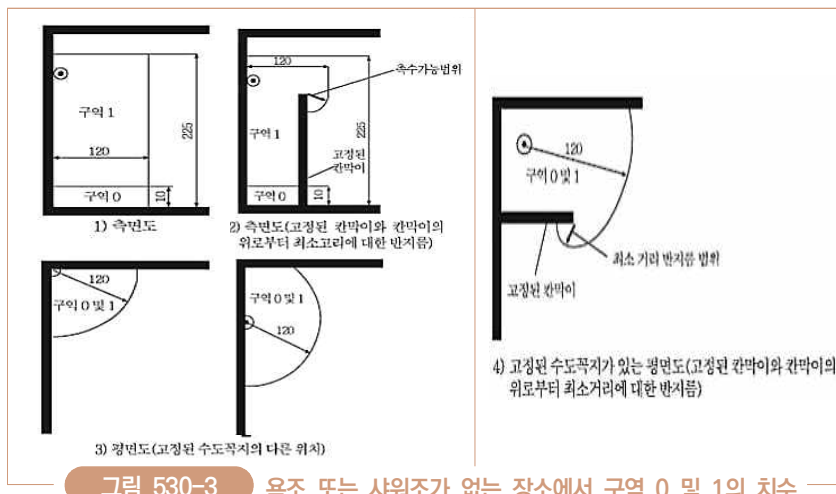 120
구역 1
225
120
구역 0
10
1) 측면도
120
촉수가능범위
구역 1
225
고정된
칸막이
구역 0
10
2) 측면도(고정된 칸막이와 칸막이의
위로부터 최소고리에 대한 반지름)
120
구역 0 및 1
구역 0 및 1
120
3) 평면도(고정된 수도꼭지의 다른 위치)
120
구역 0 및 1
최소 거리 반지름 범위
고정된 칸막이
4) 고정된 수도꼭지가 있는 평면도(고정된 칸막이와 칸막이의
위로부터 최소거리에 대한 반지름)
그림 530-3 욕조 또는 샤워조가 없는 장소에서 구역 0 및 1의 치수